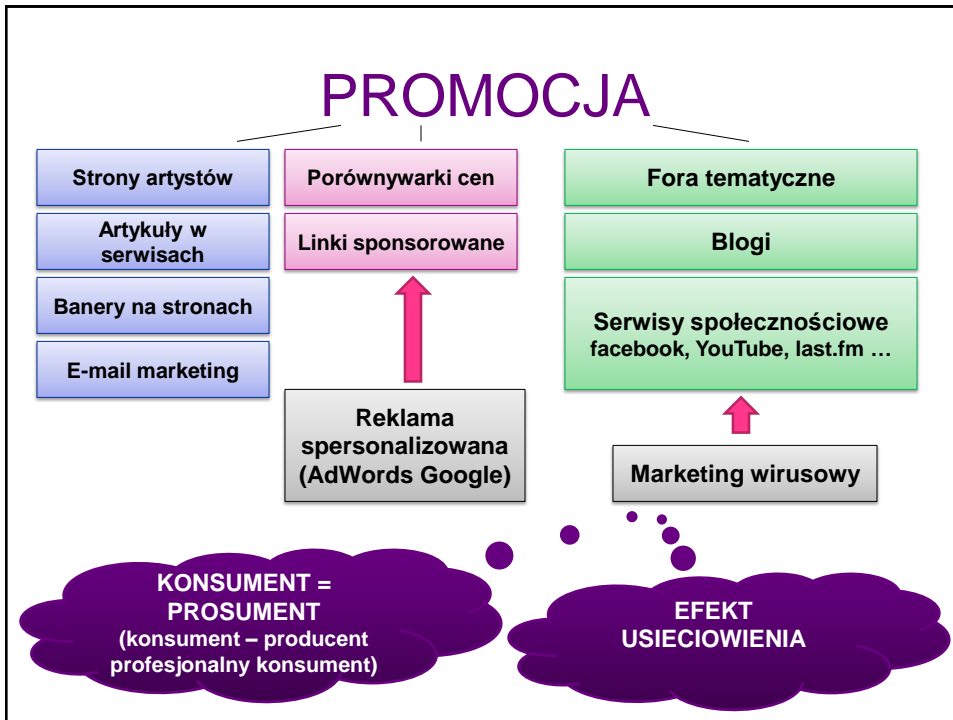 PROMOCJA
Strony artystów
Artykuły w
serwisach
Banery na stronach
E-mail marketing
Porównywarki cen
Linki sponsorowane
Reklama
spersonalizowana
(AdWords Google)
Fora tematyczne
Blogi
Serwisy społecznościowe
facebook, YouTube, last.fm …
Marketing wirusowy
KONSUMENT =
PROSUMENT
(konsument – producent
profesjonalny konsument)
EFEKT
USIECIOWIENIA